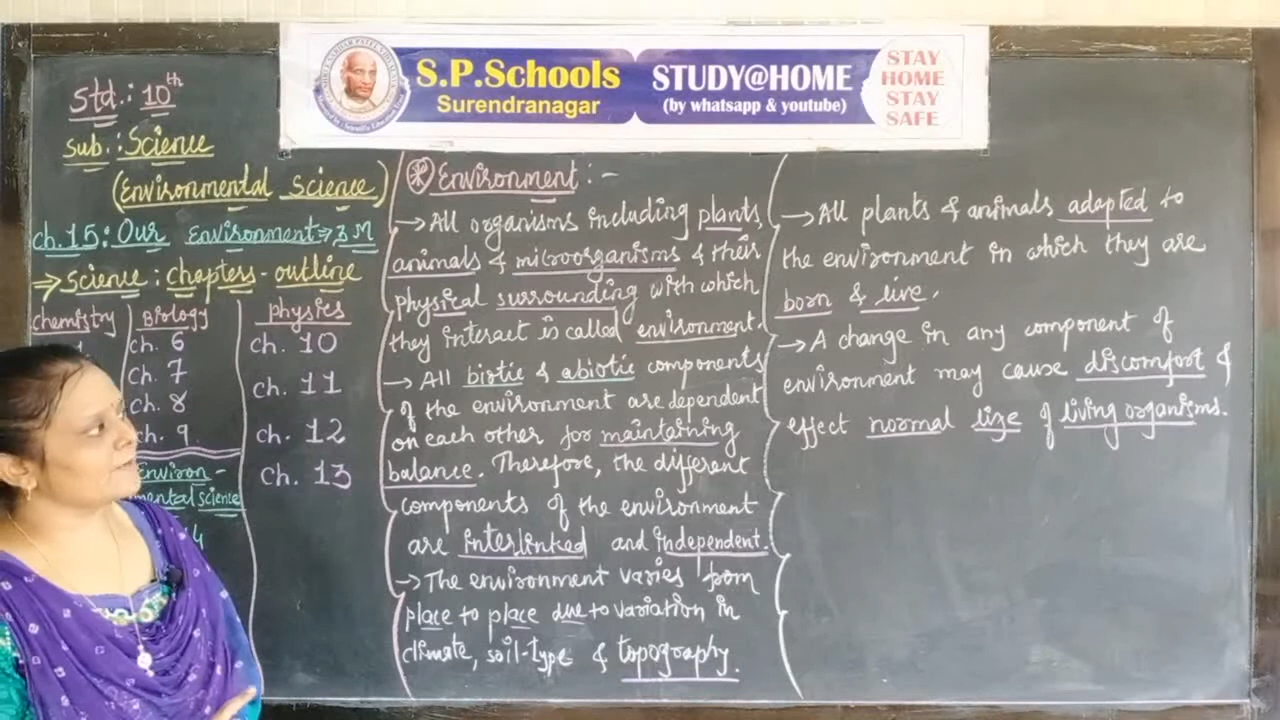 S.P.Schools
Surendranagar
STUDY@HOME
(by whatsapp & youtube)
STAY
HOME
STAY
SAFE
Std.: 10th
Sub.: Science
(Environmental Science)
ch.15: Our Environment ⇒ 3 M
⇒ Science: chapters-outline
chemistry
Biology
ch. 6
ch. 7
ch. 8
ch. 9
Environ-
mental science
physics
ch. 10
ch. 11
ch. 12
ch. 13
Environment :-
→ All organisms including plants,
animals & microorganisms & their
physical surrounding with which
they interact is called environment.
→ All biotic & abiotic components
of the environment are dependent
on each other for maintaining
balance. Therefore, the different
components of the environment
are interlinked and independent.
→ The environment varies from
place to place due to variation in
climate, soil-type & topography.
→ All plants & animals adapted to
the environment in which they are
born & live.
→ A change in any component of
environment may cause discomfort &
effect normal lize of living organisms.